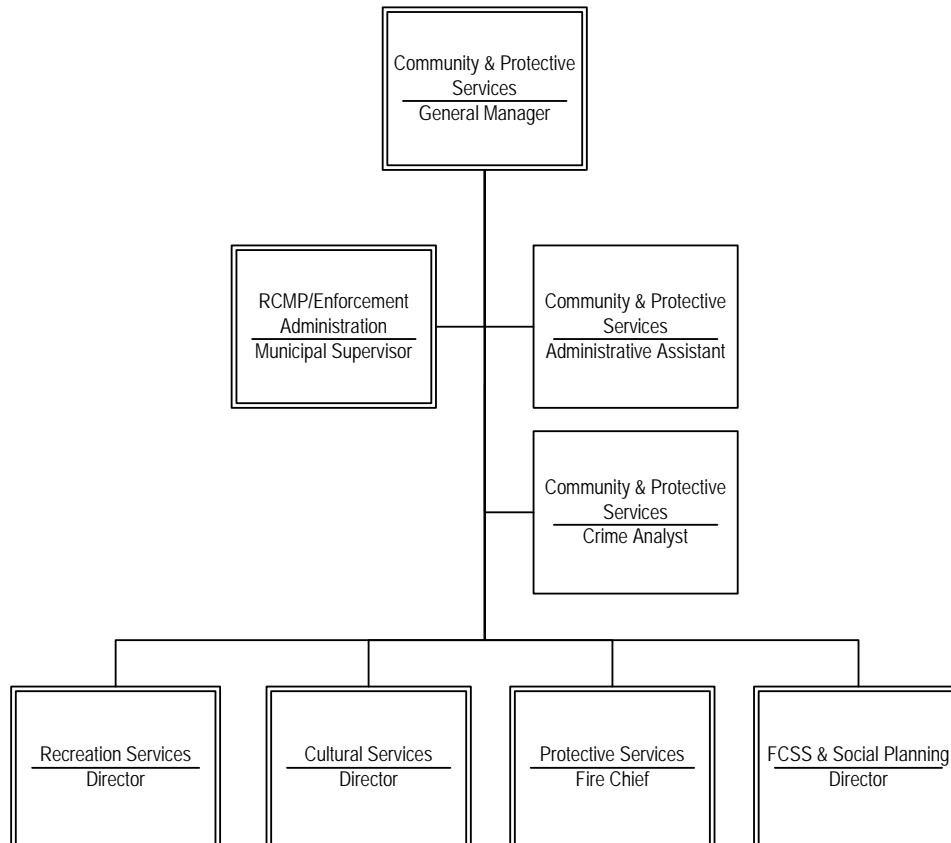 Community & Protective
Services
General Manager
RCMP/Enforcement
Administration
Municipal Supervisor
Community & Protective
Services
Administrative Assistant
Community & Protective
Services
Crime Analyst
Recreation Services
Director
Cultural Services
Director
Protective Services
Fire Chief
FCSS & Social Planning
Director